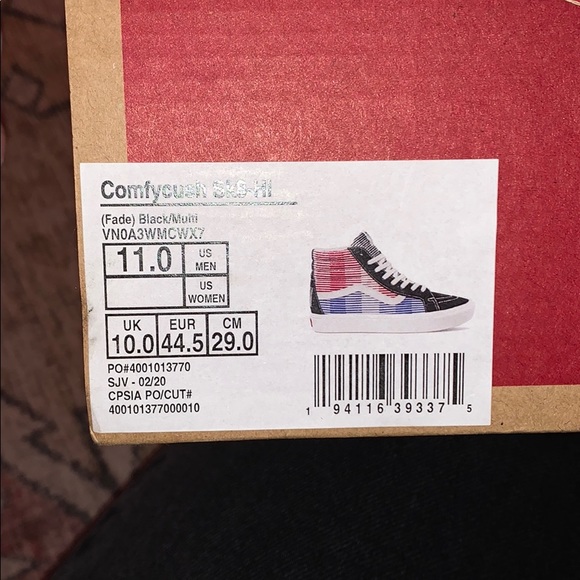 Comfycush Sk8-Hi
(Fade) Black/Multi
VN0A3WMCWX7
11.0 US MEN
US WOMEN
UK EUR CM
10.0 44.5 29.0
PO#4001013770
SJV - 02/20
CPSIA PO/CUT#
400101377000010
1 94116 39337 5